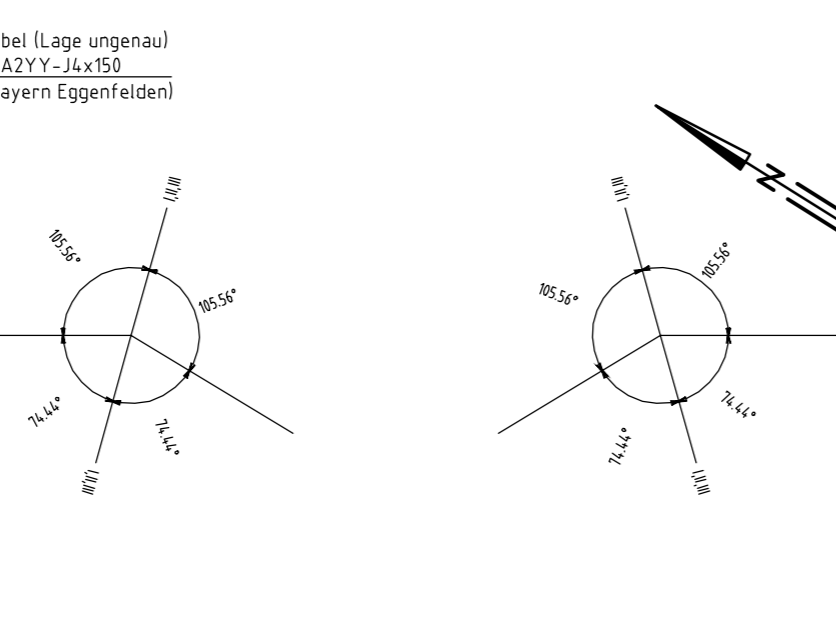 bel (Lage ungenau)
A2YY-J4x150
ayern Eggenfelden)
I,II,III
105.56°
105.56°
74.44°
74.44°
I,II,III
I,II,III
105.56°
105.56°
74.44°
74.44°
I,II,III
N